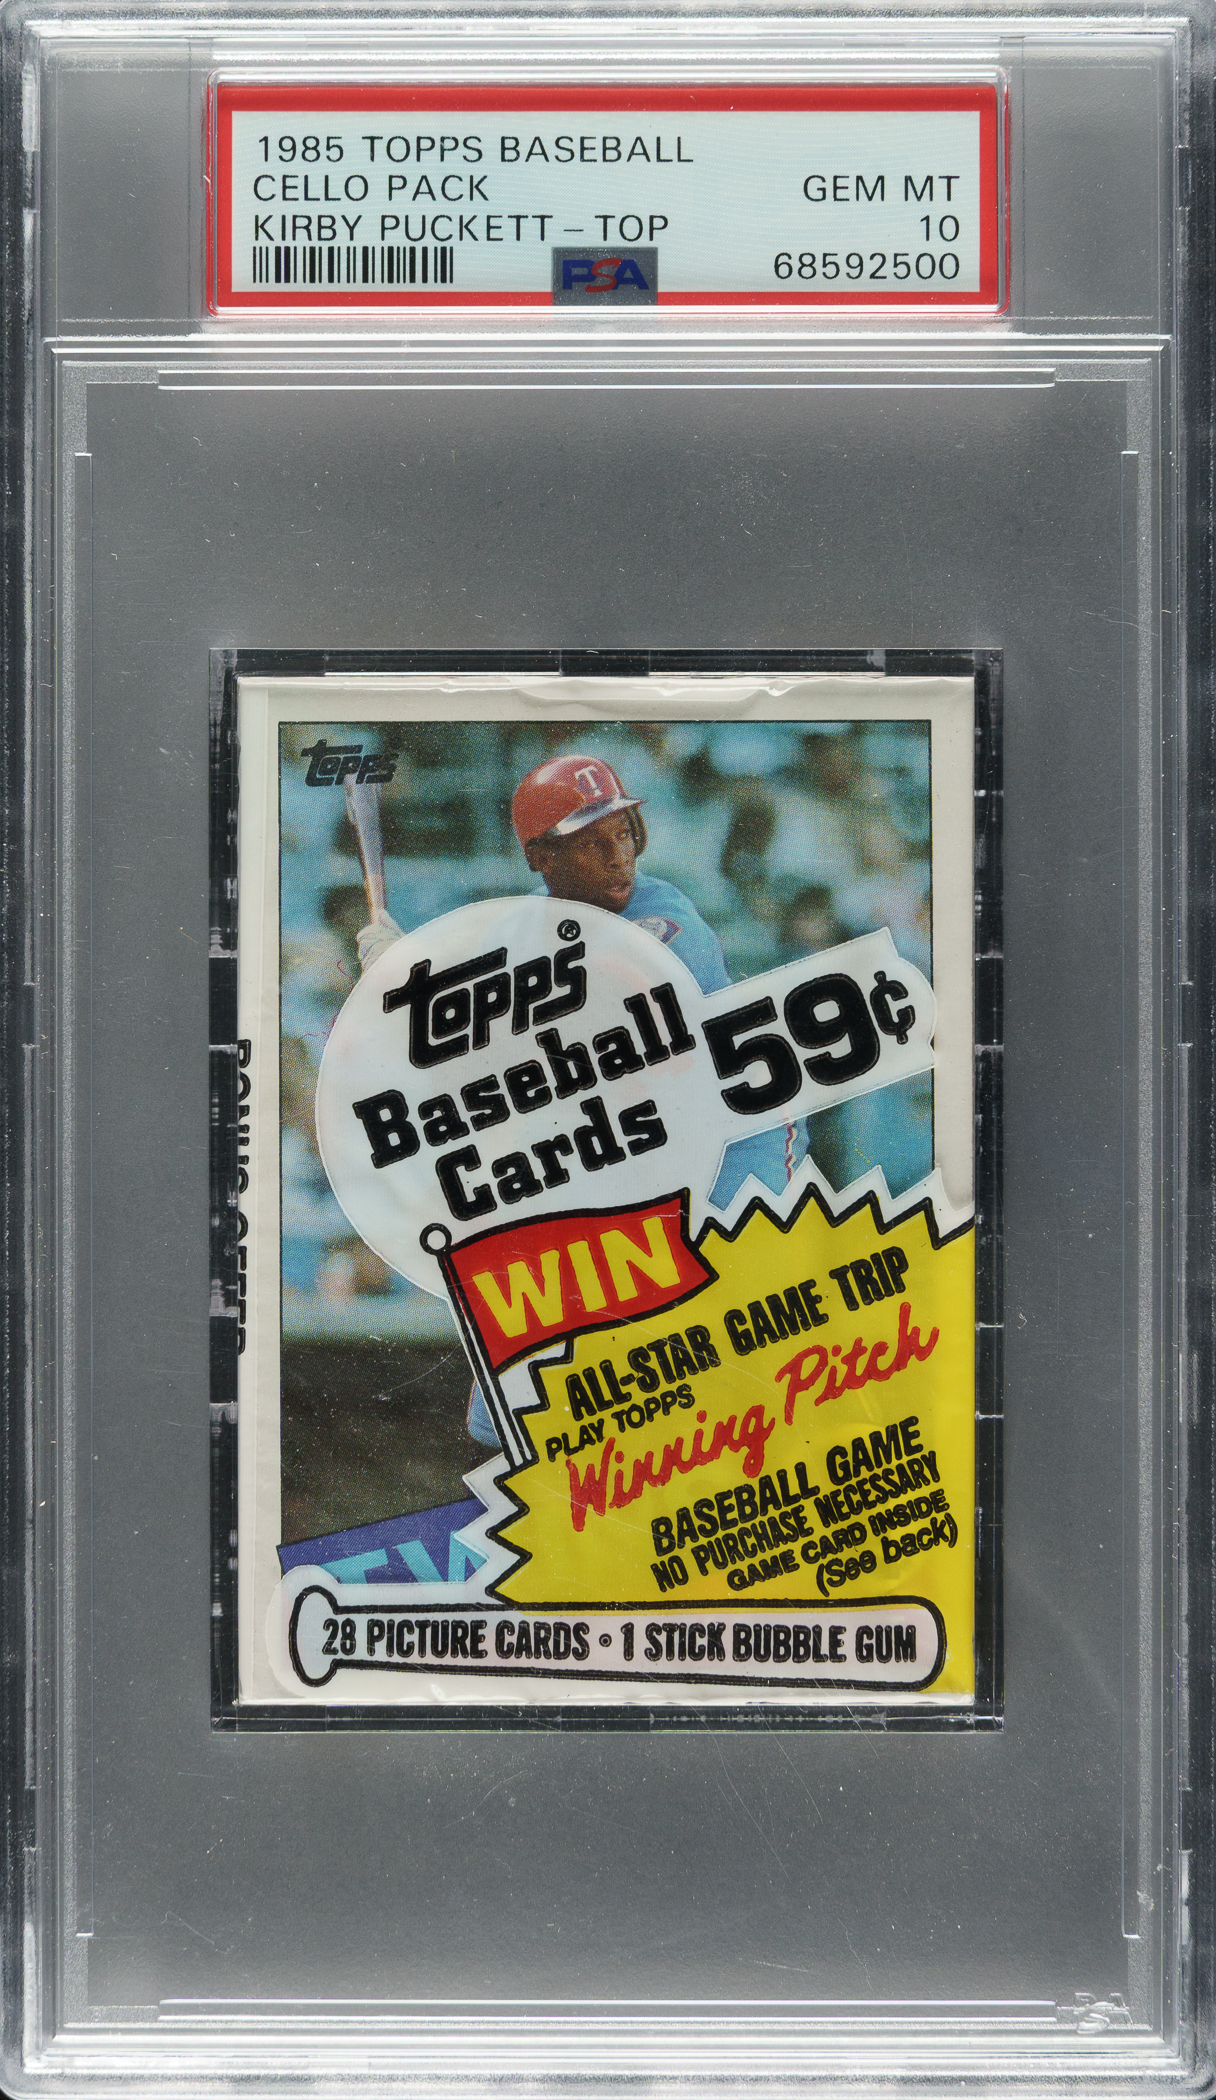 1985 TOPPS BASEBALL
CELLO PACK GEM MT
KIRBY PUCKETT-TOP 10
PSA 68592500
topps
T
topps®
Baseball 59¢
Cards
WIN
ALL-STAR GAME TRIP
PLAY TOPPS
Winning Pitch
BASEBALL GAME
NO PURCHASE NECESSARY
GAME CARD INSIDE
(See back)
28 PICTURE CARDS • 1 STICK BUBBLE GUM
PSA